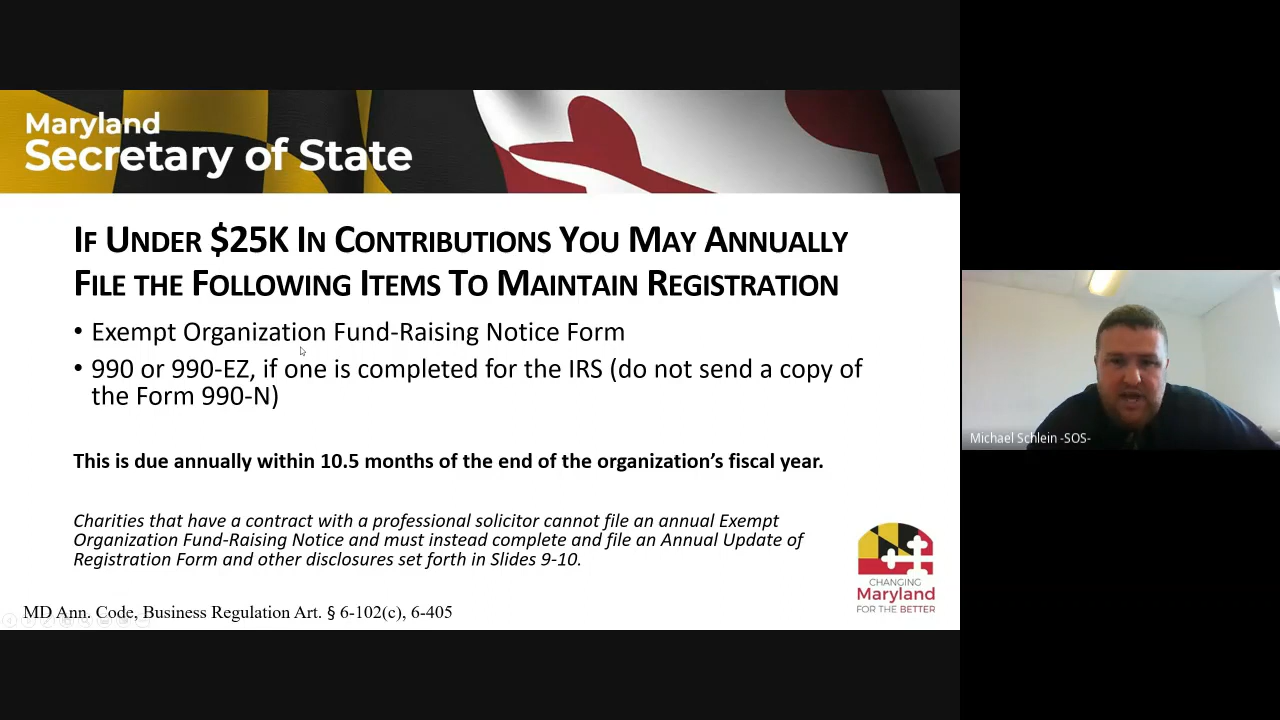 Maryland
Secretary of State
IF UNDER $25K IN CONTRIBUTIONS YOU MAY ANNUALLY
FILE THE FOLLOWING ITEMS TO MAINTAIN REGISTRATION
• Exempt Organization Fund-Raising Notice Form
• 990 or 990-EZ, if one is completed for the IRS (do not send a copy of
the Form 990-N)
This is due annually within 10.5 months of the end of the organization's fiscal year.
Charities that have a contract with a professional solicitor cannot file an annual Exempt
Organization Fund-Raising Notice and must instead complete and file an Annual Update of
Registration Form and other disclosures set forth in Slides 9-10.
CHANGING
Maryland
FOR THE BETTER
MD Ann. Code, Business Regulation Art. § 6-102(c), 6-405
Michael Schlein -SOS-